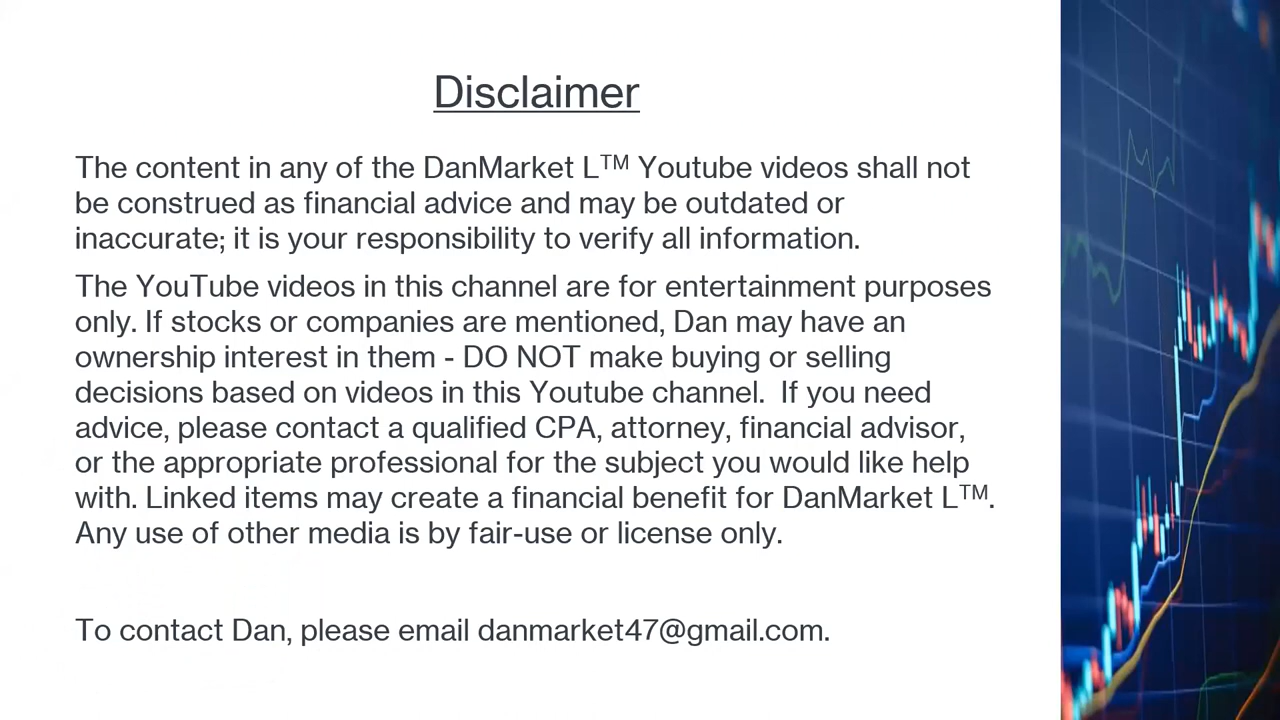 Disclaimer
The content in any of the DanMarket L™ Youtube videos shall not
be construed as financial advice and may be outdated or
inaccurate; it is your responsibility to verify all information.
The YouTube videos in this channel are for entertainment purposes
only. If stocks or companies are mentioned, Dan may have an
ownership interest in them - DO NOT make buying or selling
decisions based on videos in this Youtube channel.  If you need
advice, please contact a qualified CPA, attorney, financial advisor,
or the appropriate professional for the subject you would like help
with. Linked items may create a financial benefit for DanMarket L™.
Any use of other media is by fair-use or license only.
To contact Dan, please email danmarket47@gmail.com.